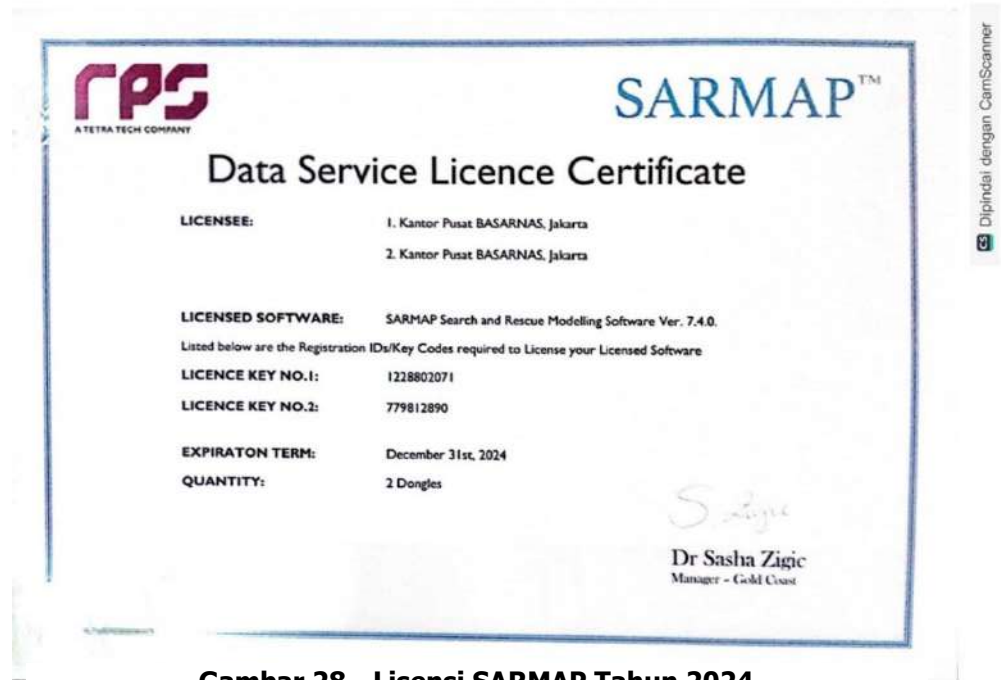 rps
A TETRA TECH COMPANY
SARMAP™
Data Service Licence Certificate
LICENSEE: 1. Kantor Pusat BASARNAS, Jakarta
2. Kantor Pusat BASARNAS, Jakarta
LICENSED SOFTWARE: SARMAP Search and Rescue Modelling Software Ver. 7.4.0.
Listed below are the Registration IDs/Key Codes required to License your Licensed Software
LICENCE KEY NO.1: 1228802071
LICENCE KEY NO.2: 779812890
EXPIRATON TERM: December 31st, 2024
QUANTITY: 2 Dongles
Dr Sasha Zigic
Manager - Gold Coast
CS Dipindai dengan CamScanner
Gambar 28 Lisensi SARMAP Tahun 2024